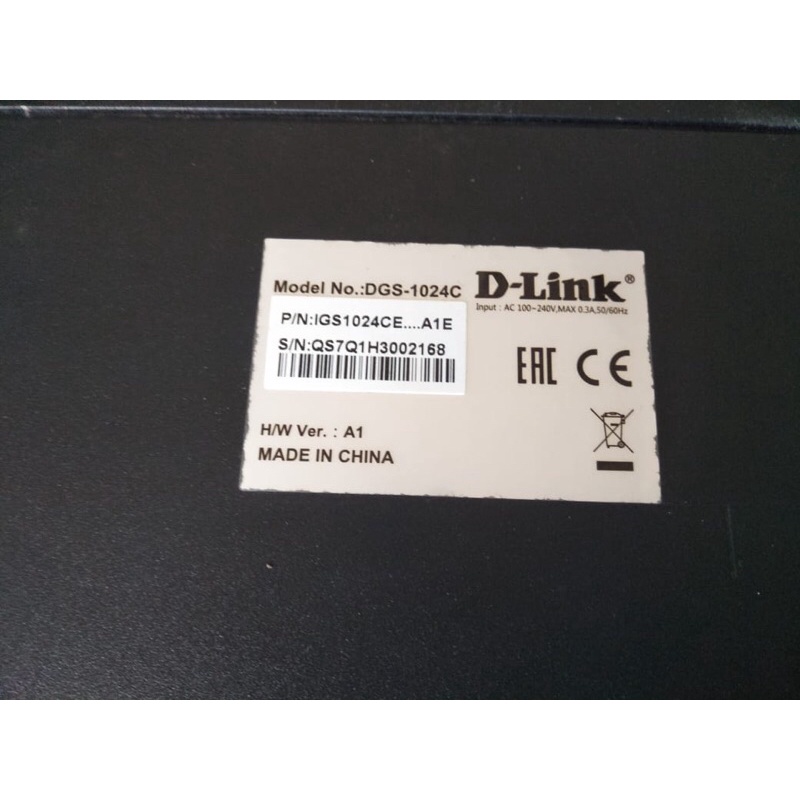 Model No.:DGS-1024C
D-Link®
Input : AC 100~240V,MAX 0.3A,50/60Hz
P/N:IGS1024CE....A1E
S/N:QS7Q1H3002168
EAC CE
H/W Ver. : A1
MADE IN CHINA